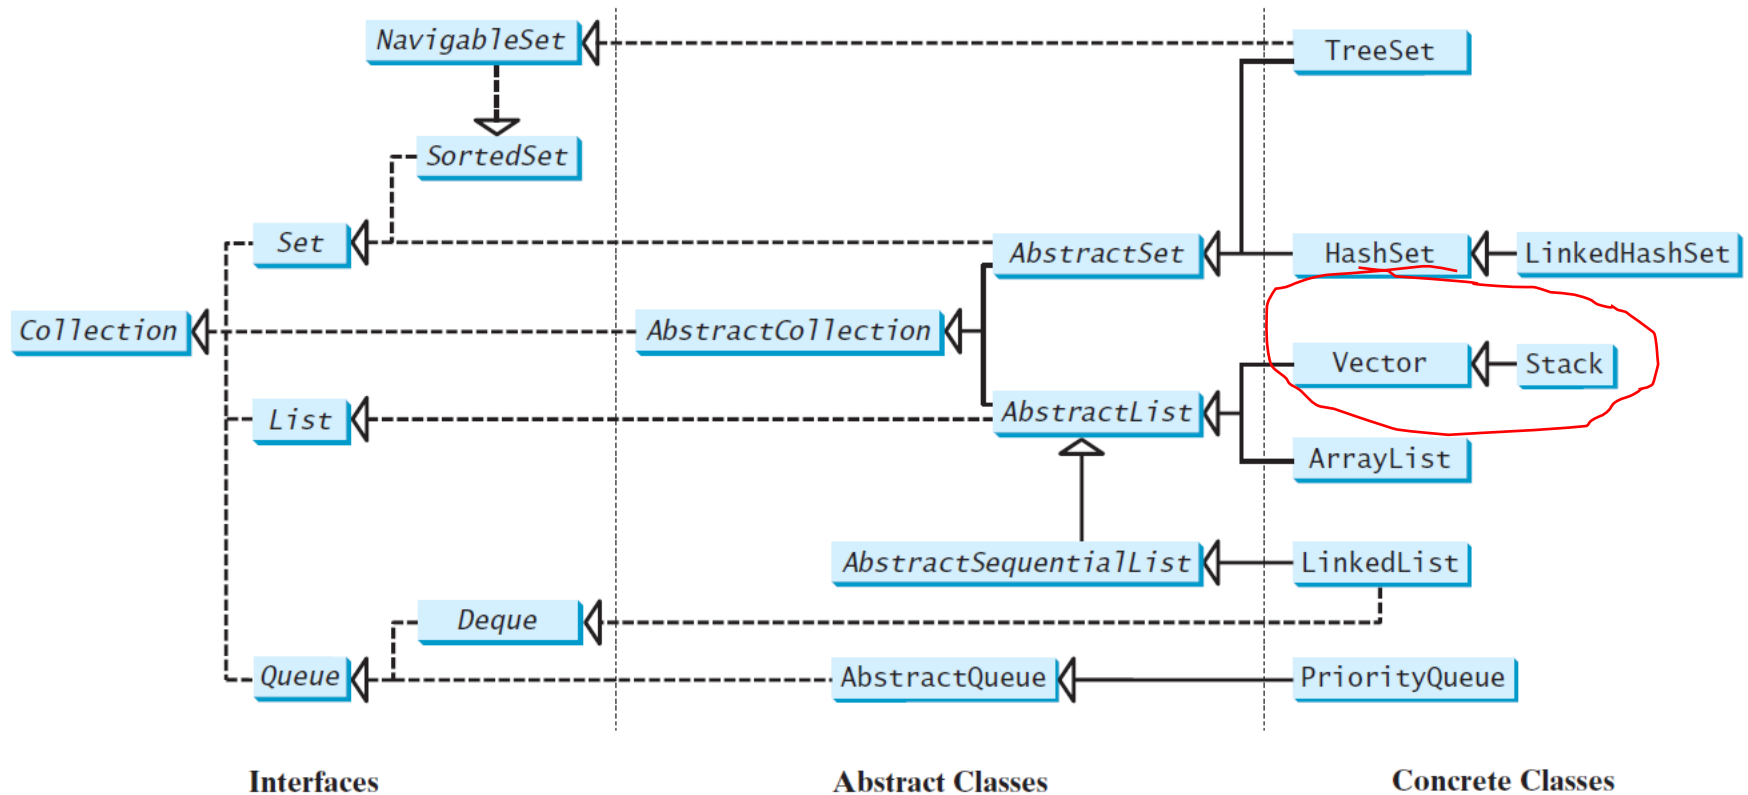 NavigableSet
TreeSet
SortedSet
Set
AbstractSet
HashSet
LinkedHashSet
Collection
AbstractCollection
Vector
Stack
List
AbstractList
ArrayList
AbstractSequentialList
LinkedList
Deque
Queue
AbstractQueue
PriorityQueue
Interfaces
Abstract Classes
Concrete Classes